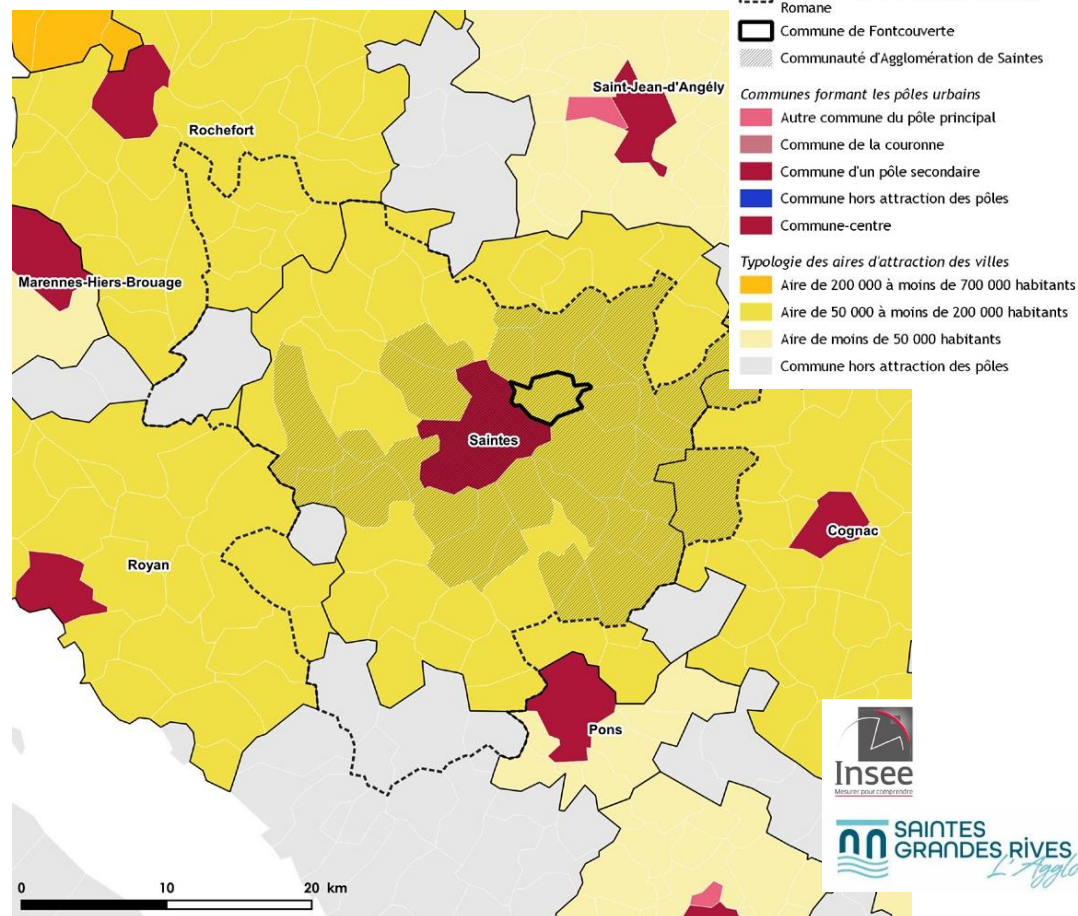 Romane
Commune de Fontcouverte
Communauté d'Agglomération de Saintes
Communes formant les pôles urbains
Autre commune du pôle principal
Commune de la couronne
Commune d'un pôle secondaire
Commune hors attraction des pôles
Commune-centre
Typologie des aires d'attraction des villes
Aire de 200 000 à moins de 700 000 habitants
Aire de 50 000 à moins de 200 000 habitants
Aire de moins de 50 000 habitants
Commune hors attraction des pôles
Saint-Jean-d'Angély
Rochefort
Marennes-Hiers-Brouage
Saintes
Cognac
Royan
Pons
Insee
Mesurer pour comprendre
SAINTES
GRANDES RIVES
L'Agglo
0 10 20 km